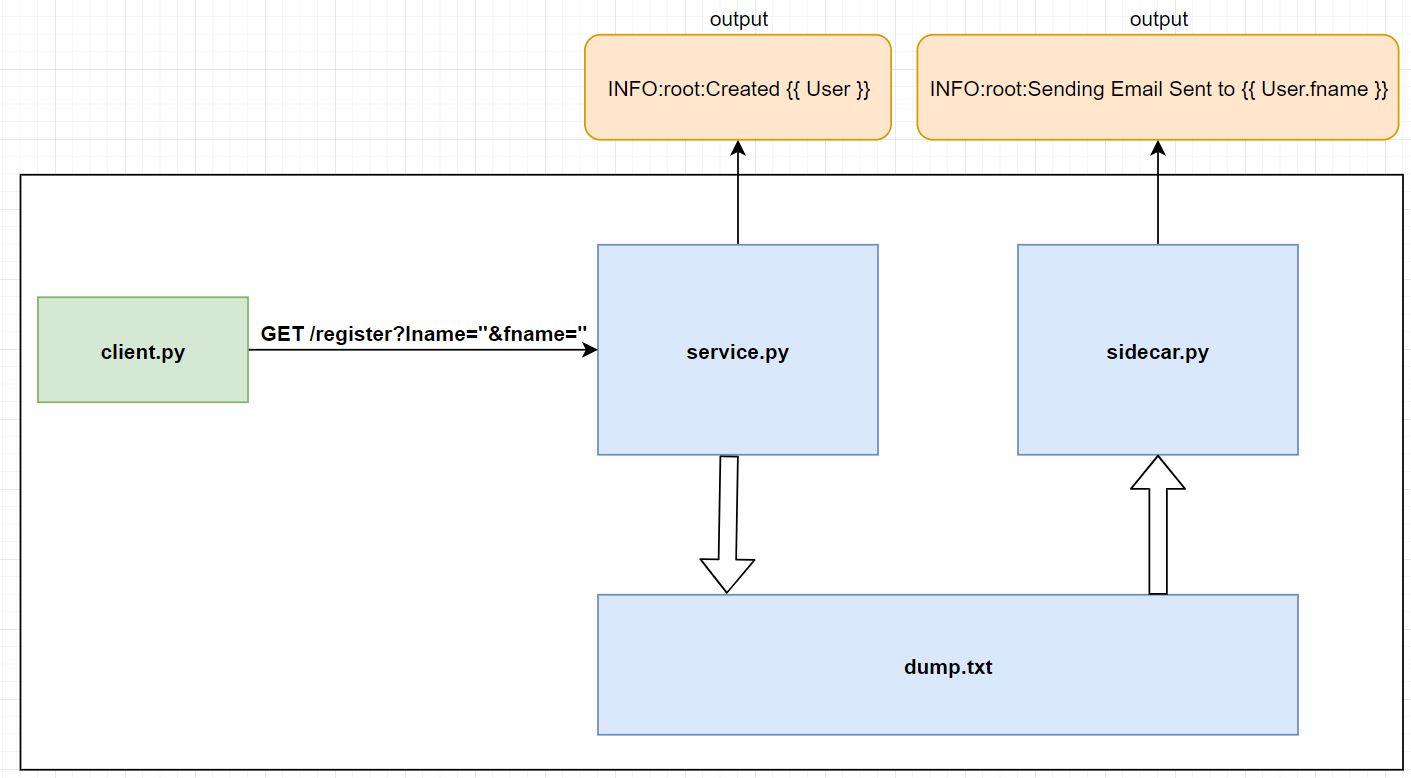 output
output
INFO:root:Created {{ User }}
INFO:root:Sending Email Sent to {{ User.fname }}
client.py
GET /register?lname=''&fname=''
service.py
sidecar.py
dump.txt